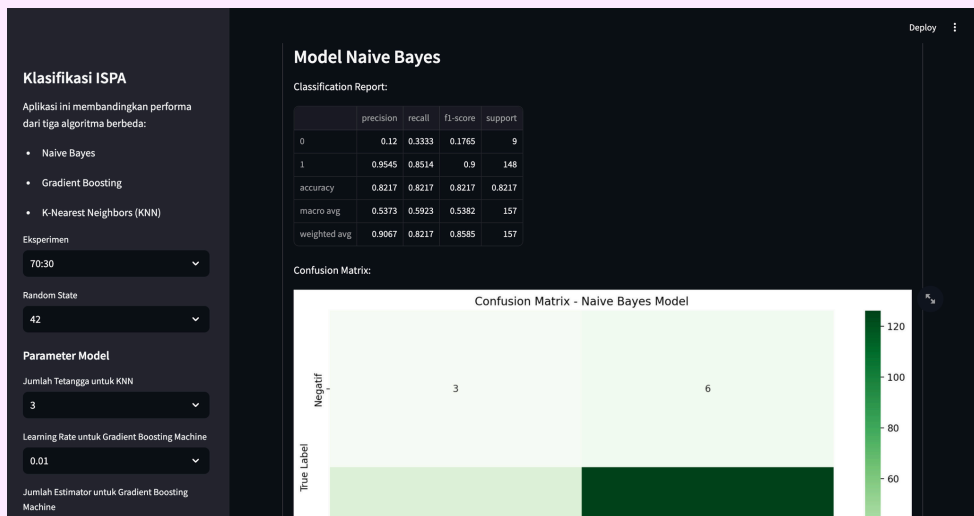 Deploy
Klasifikasi ISPA
Aplikasi ini membandingkan performa
dari tiga algoritma berbeda:
Naive Bayes
Gradient Boosting
K-Nearest Neighbors (KNN)
Eksperimen
70:30
Random State
42
Parameter Model
Jumlah Tetangga untuk KNN
3
Learning Rate untuk Gradient Boosting Machine
0.01
Jumlah Estimator untuk Gradient Boosting
Machine
Model Naive Bayes
Classification Report:
precision recall f1-score support
0 0.12 0.3333 0.1765 9
1 0.9545 0.8514 0.9 148
accuracy 0.8217 0.8217 0.8217 0.8217
macro avg 0.5373 0.5923 0.5382 157
weighted avg 0.9067 0.8217 0.8585 157
Confusion Matrix:
Confusion Matrix - Naive Bayes Model
Negatif
3 6
True Label
120
100
80
60